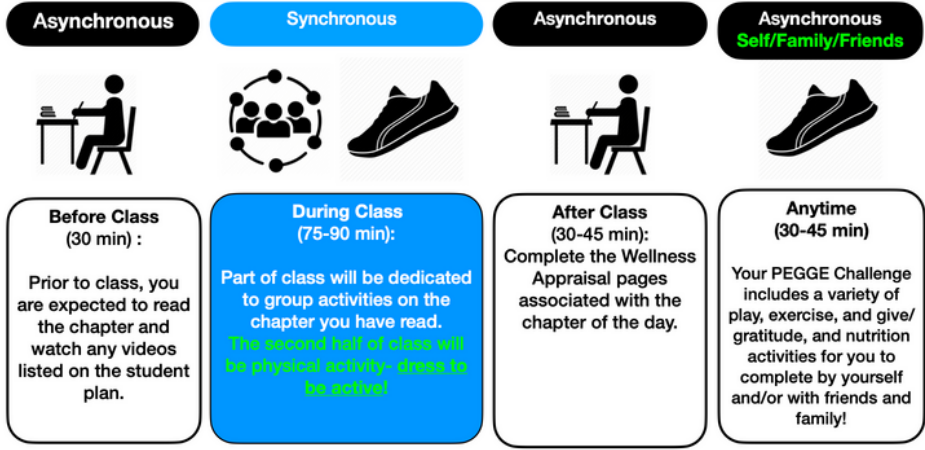 Asynchronous
Synchronous
Asynchronous
Asynchronous
Self/Family/Friends
Before Class
(30 min) :
Prior to class, you
are expected to read
the chapter and
watch any videos
listed on the student
plan.
During Class
(75-90 min):
Part of class will be dedicated
to group activities on the
chapter you have read.
The second half of class will
be physical activity- dress to
be active!
After Class
(30-45 min):
Complete the Wellness
Appraisal pages
associated with the
chapter of the day.
Anytime
(30-45 min)
Your PEGGE Challenge
includes a variety of
play, exercise, and give/
gratitude, and nutrition
activities for you to
complete by yourself
and/or with friends and
family!